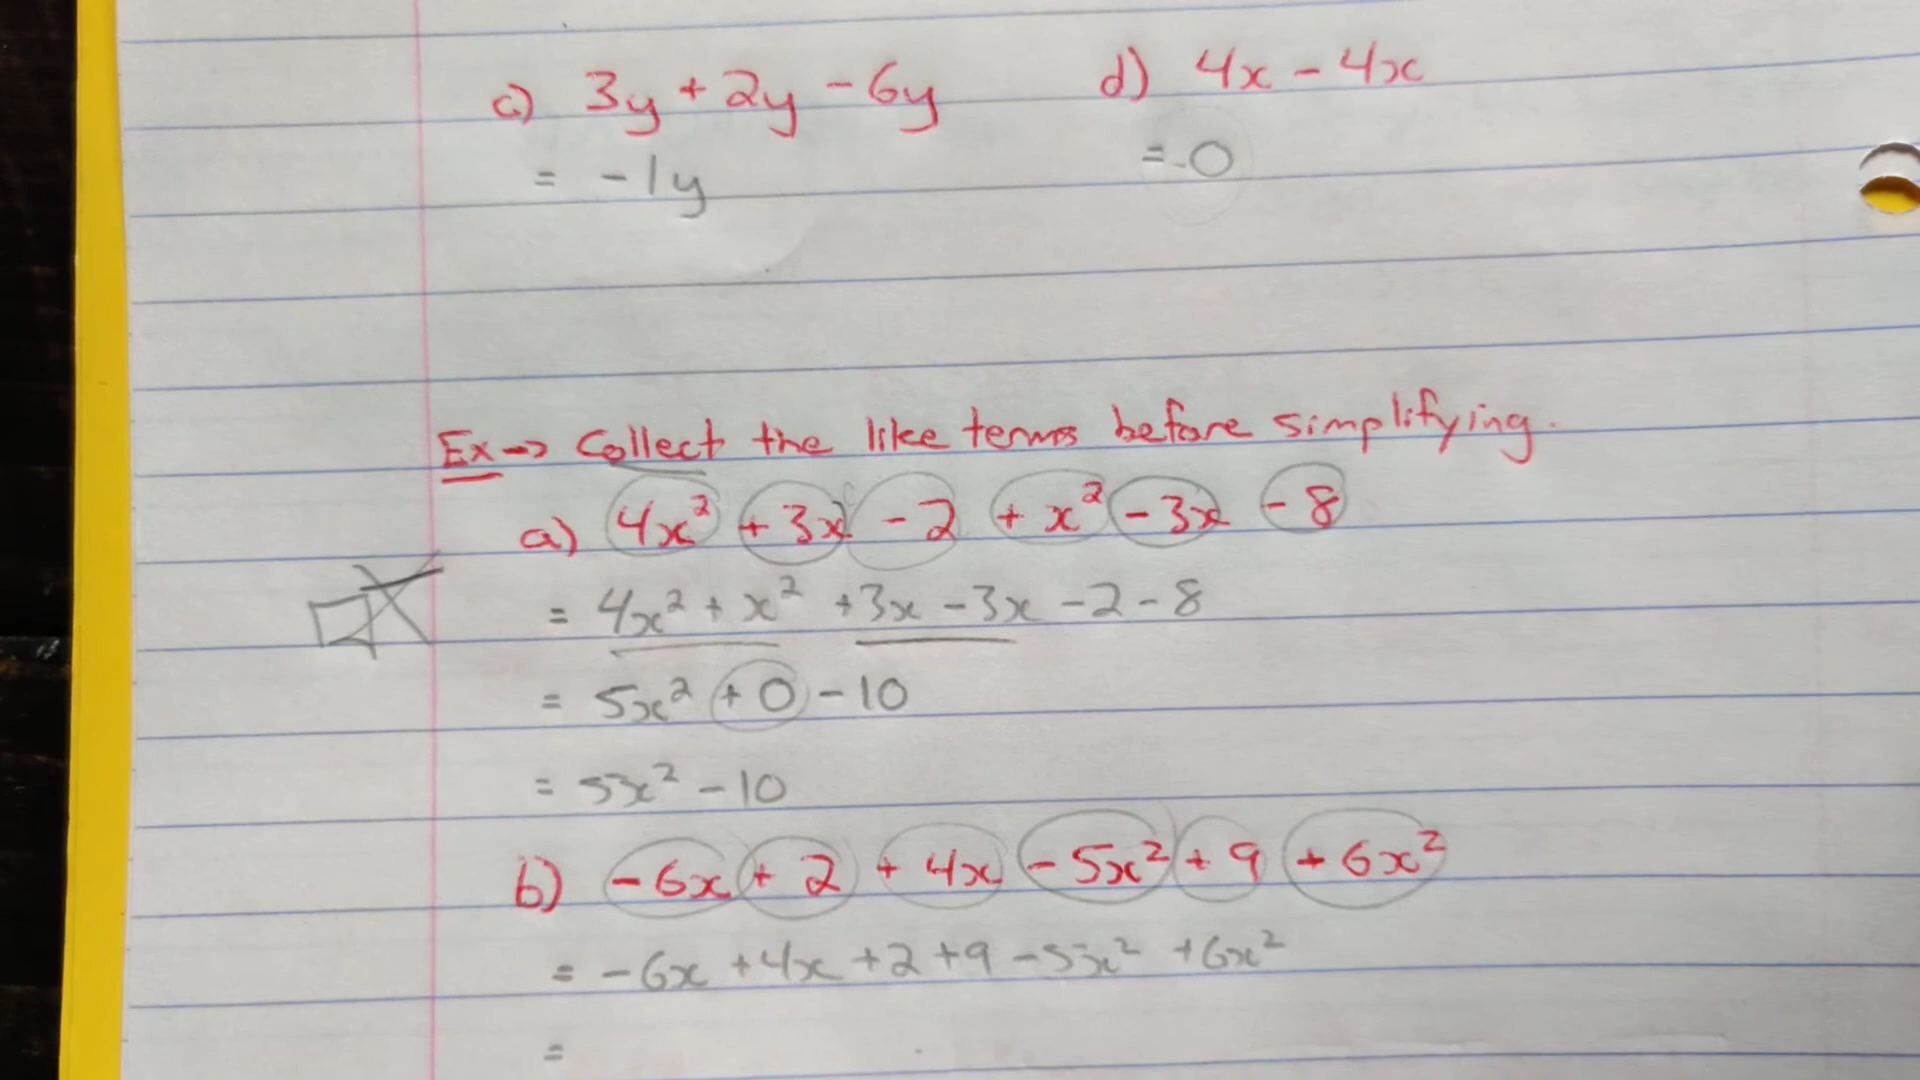 c) 3y + 2y - 6y
= -1y
d) 4x - 4x
= 0
Ex → Collect the like terms before simplifying.
a) 4x² + 3x - 2 + x² - 3x - 8
= 4x² + x² + 3x - 3x - 2 - 8
= 5x² + 0 - 10
= 5x² - 10
b) -6x + 2 + 4x - 5x² + 9 + 6x²
= -6x + 4x + 2 + 9 - 5x² + 6x²
=